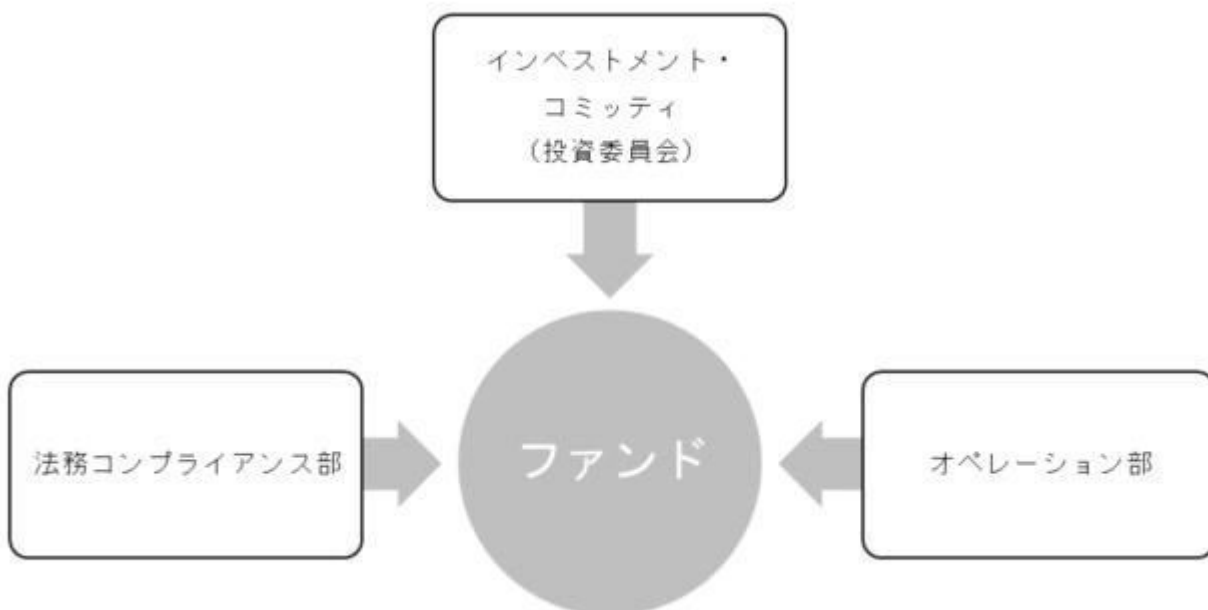 インベストメント・
コミッティ
（投資委員会）
法務コンプライアンス部
ファンド
オペレーション部